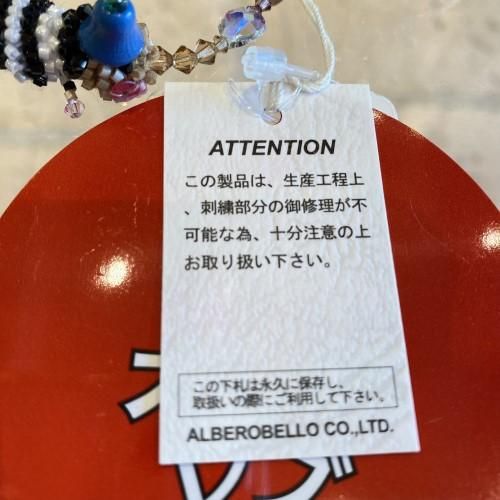 ATTENTION
この製品は、生産工程上
、刺繍部分の御修理が不
可能な為、十分注意の上
お取り扱い下さい。
この下札は永久に保存し、
取扱いの際にご利用して下さい。
ALBEROBELLO CO.,LTD.